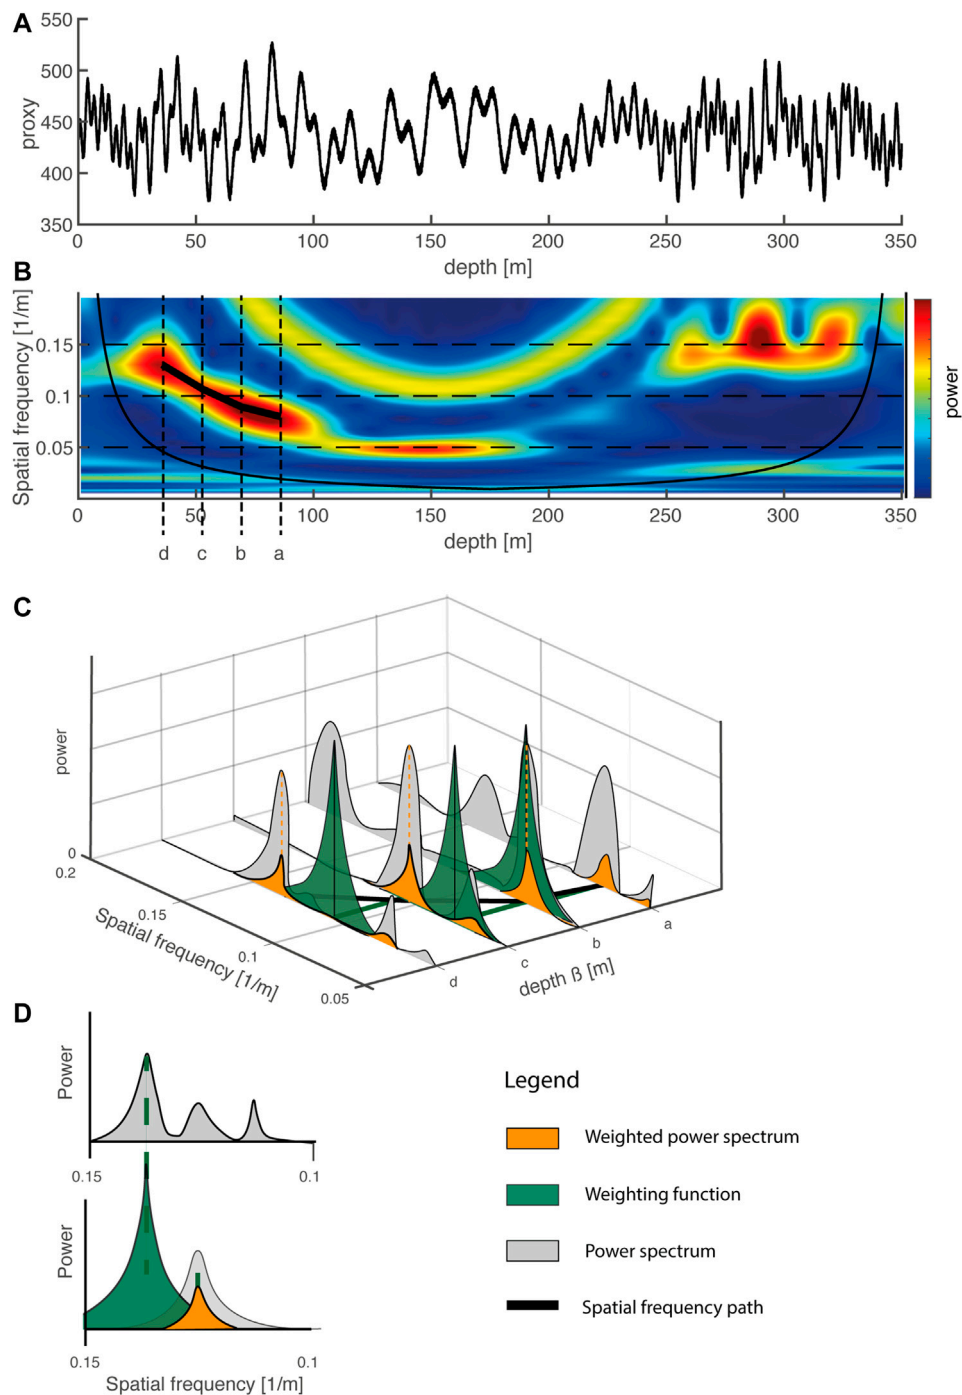 A
550
500
450
400
350
proxy
0
50
100
150
200
250
300
350
depth [m]
B
Spatial frequency [1/m]
0.15
0.1
0.05
0
50
100
150
200
250
300
350
depth [m]
power
d
c
b
a
C
power
0
0.2
0.15
0.1
0.05
Spatial frequency [1/m]
d
c
b
a
depth ß [m]
D
Power
0.15
0.1
Power
0.15
0.1
Spatial frequency [1/m]
Legend
Weighted power spectrum
Weighting function
Power spectrum
Spatial frequency path